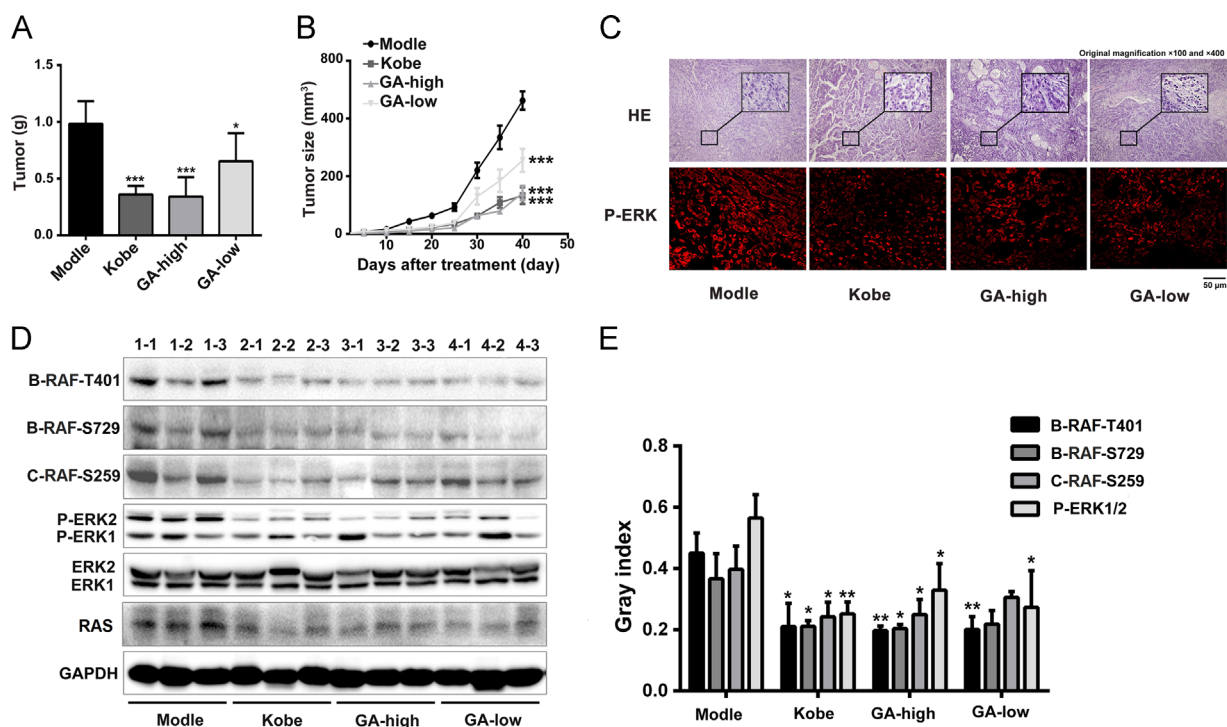 A
Tumor (g)
1.5
1.0
0.5
0.0
***
***
*
Modle
Kobe
GA-high
GA-low
B
Modle
Kobe
GA-high
GA-low
Tumor size (mm³)
800
600
400
200
0
***
***
***
0 10 20 30 40 50
Days after treatment (day)
C
Original magnification ×100 and ×400
HE
P-ERK
Modle Kobe GA-high GA-low
50 μm
D
1-1 1-2 1-3 2-1 2-2 2-3 3-1 3-2 3-3 4-1 4-2 4-3
B-RAF-T401
B-RAF-S729
C-RAF-S259
P-ERK2
P-ERK1
ERK2
ERK1
RAS
GAPDH
Modle Kobe GA-high GA-low
E
B-RAF-T401
B-RAF-S729
C-RAF-S259
P-ERK1/2
Gray index
0.8
0.6
0.4
0.2
0.0
* * * **
** * * *
** *
Modle Kobe GA-high GA-low